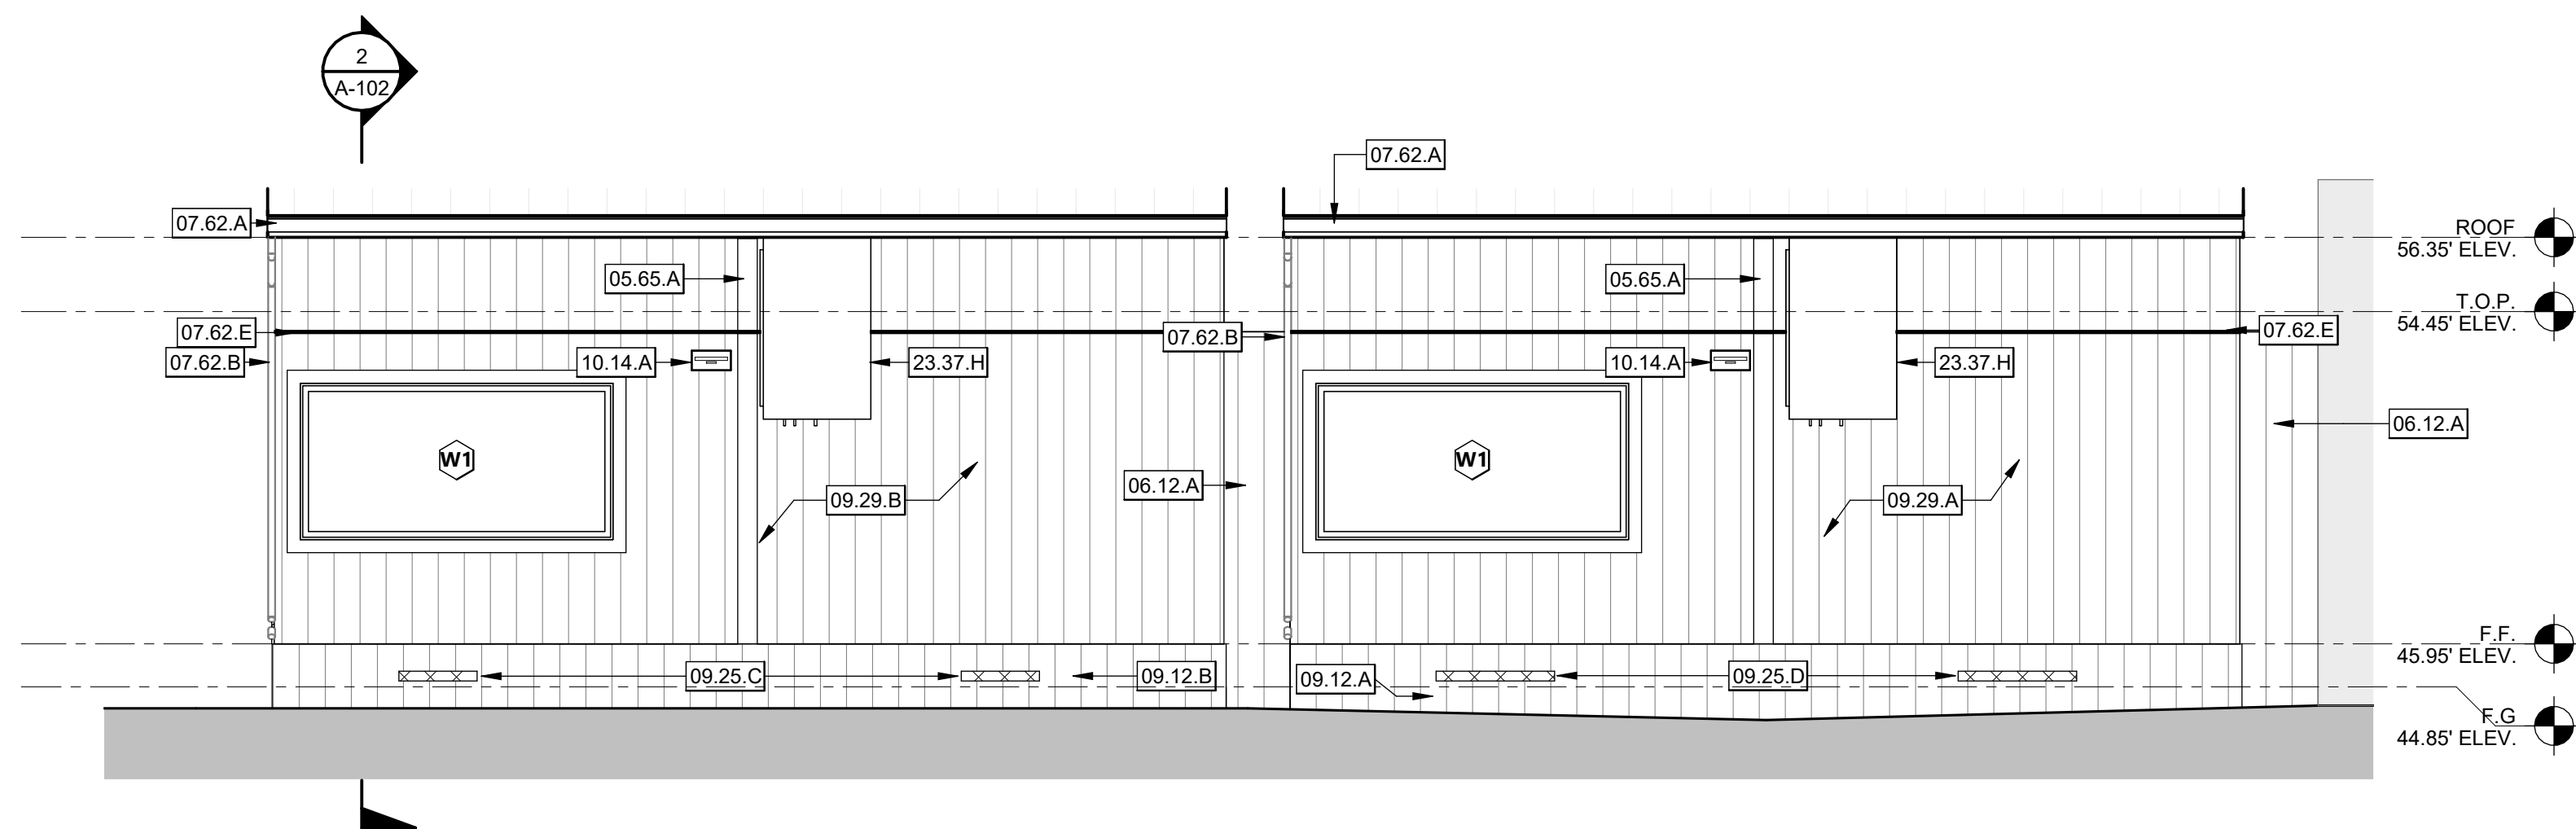 2
A-102
07.62.A
07.62.A
ROOF
56.35' ELEV.
05.65.A
05.65.A
T.O.P.
54.45' ELEV.
07.62.E
07.62.B
07.62.E
07.62.B
10.14.A
23.37.H
10.14.A
23.37.H
06.12.A
W1
W1
06.12.A
09.29.B
09.29.A
F.F.
45.95' ELEV.
09.25.C
09.12.B
09.12.A
09.25.D
F.G
44.85' ELEV.